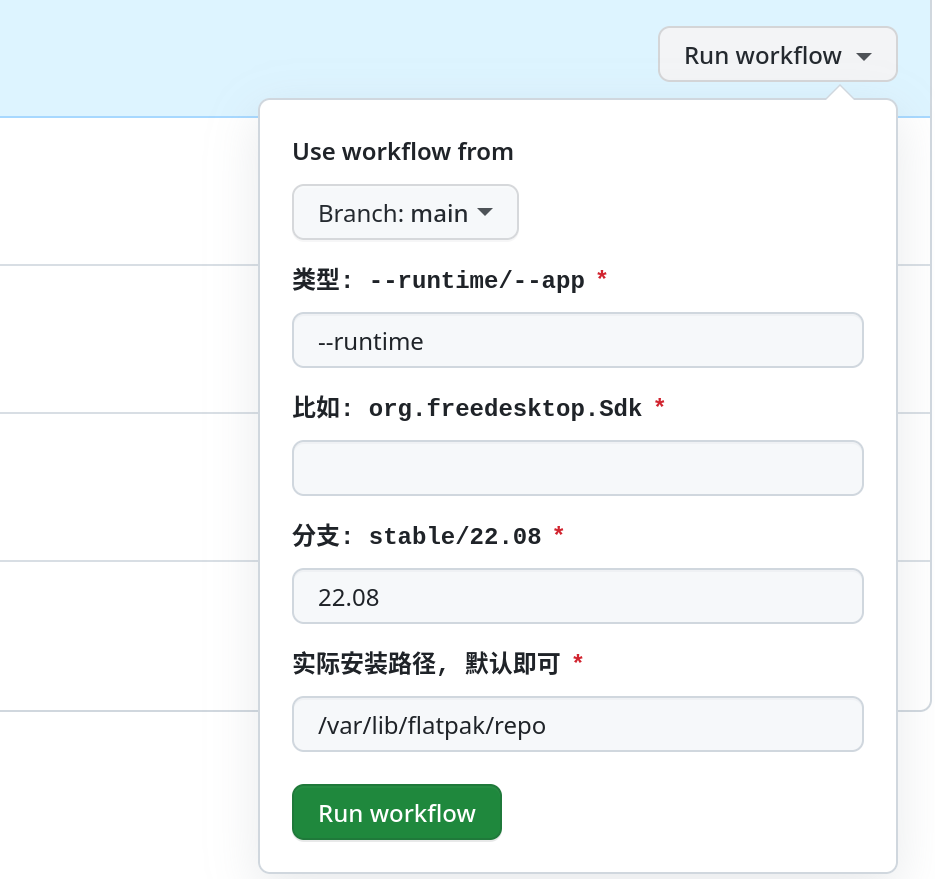 Run workflow
Use workflow from
Branch: main
类型: --runtime/--app *
--runtime
比如: org.freedesktop.Sdk *
分支: stable/22.08 *
22.08
实际安装路径, 默认即可 *
/var/lib/flatpak/repo
Run workflow